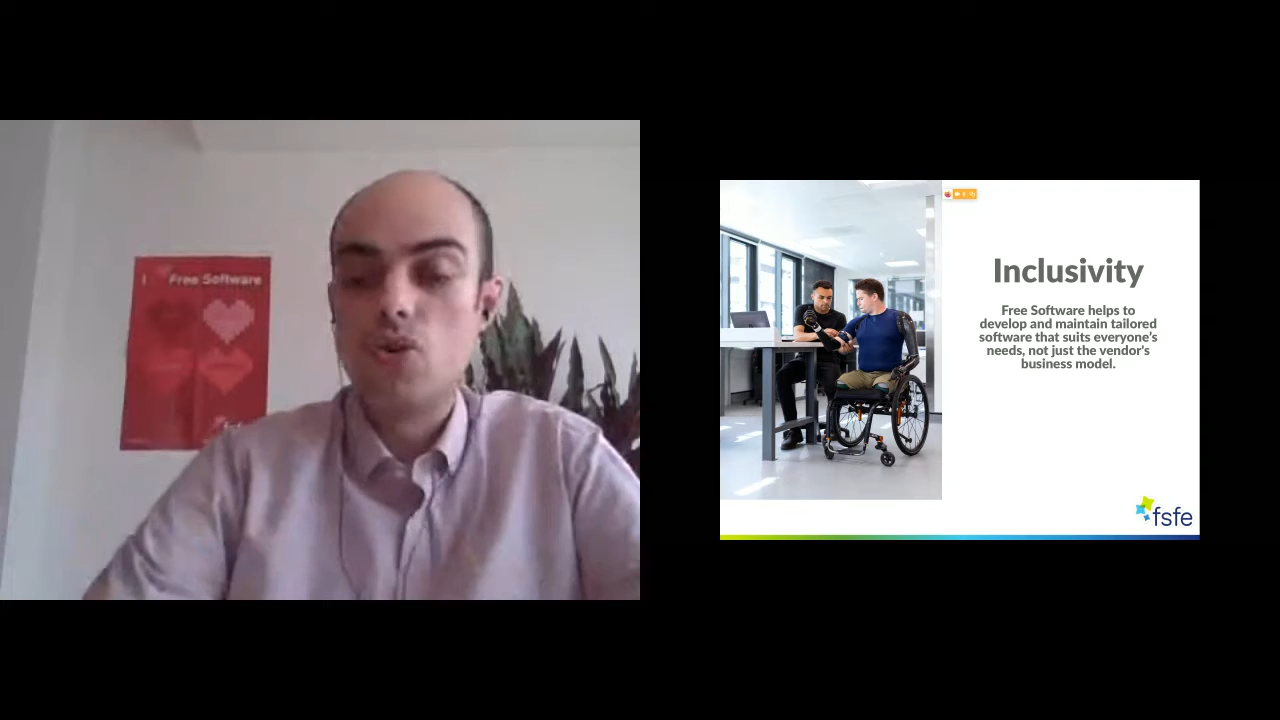 Free Software
Inclusivity
Free Software helps to
develop and maintain tailored
software that suits everyone's
needs, not just the vendor's
business model.
fsfe